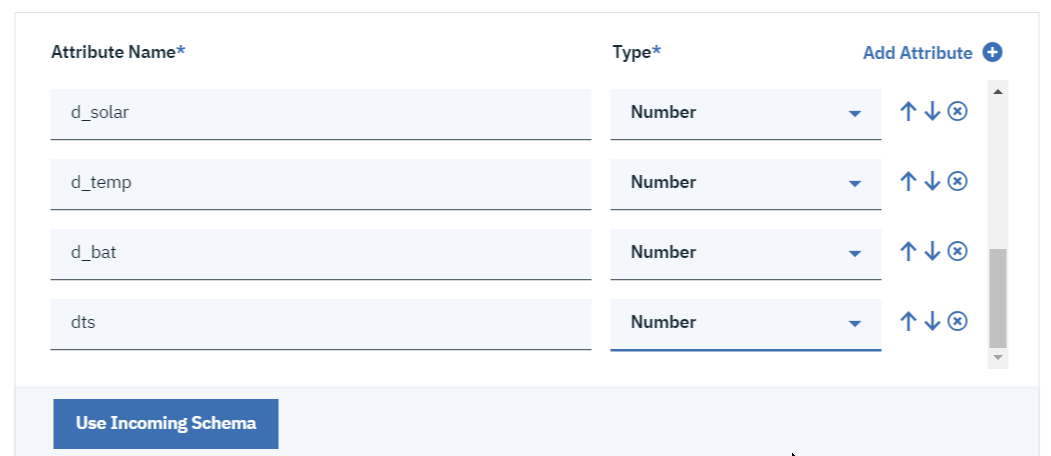 Attribute Name* Type* Add Attribute
d_solar Number
d_temp Number
d_bat Number
dts Number
Use Incoming Schema